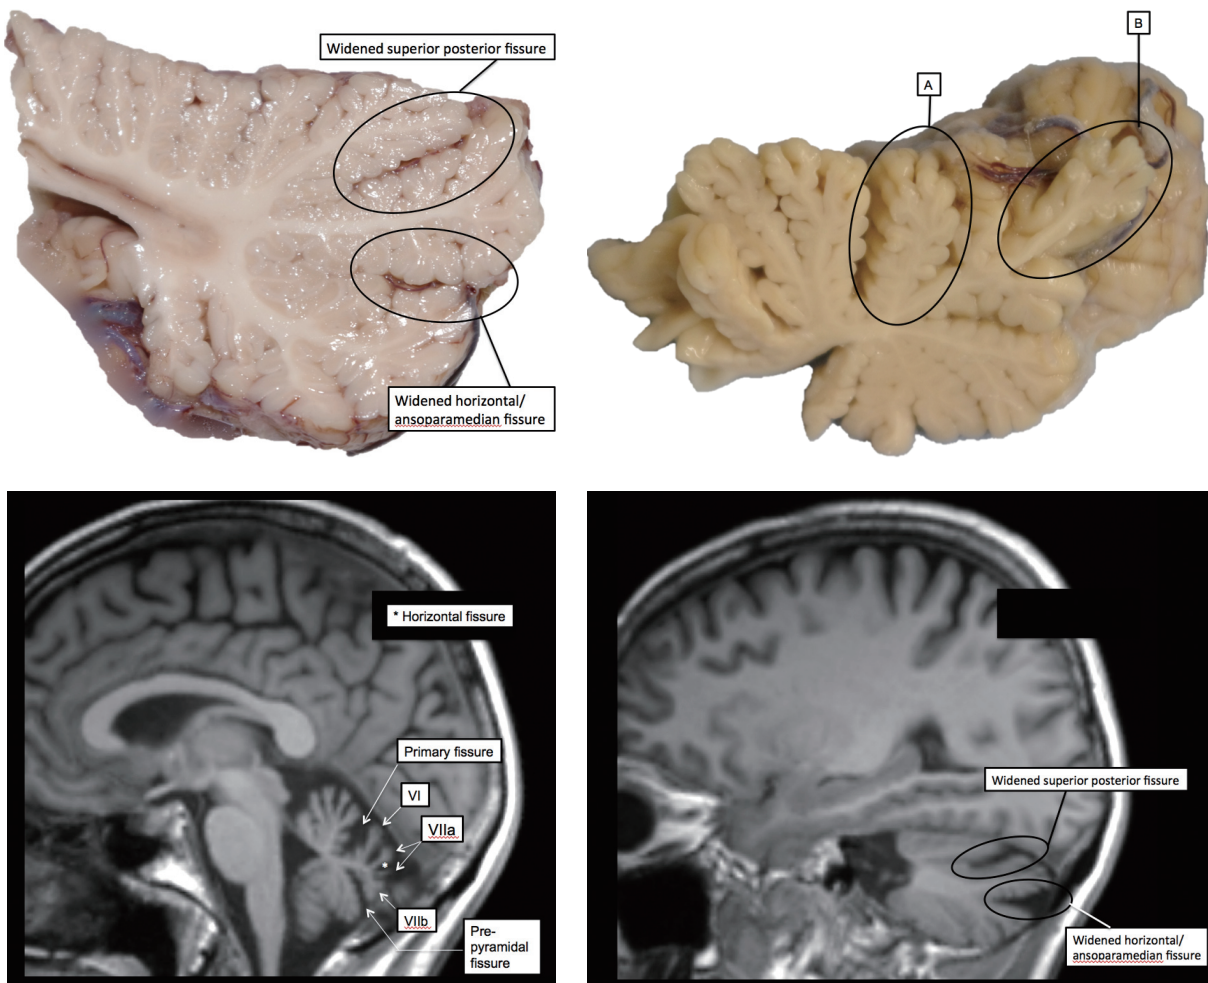 Widened superior posterior fissure
A
B
Widened horizontal/
ansoparamedian fissure
* Horizontal fissure
Primary fissure
VI
VIIa
*
VIIb
Pre-
pyramidal
fissure
Widened superior posterior fissure
Widened horizontal/
ansoparamedian fissure